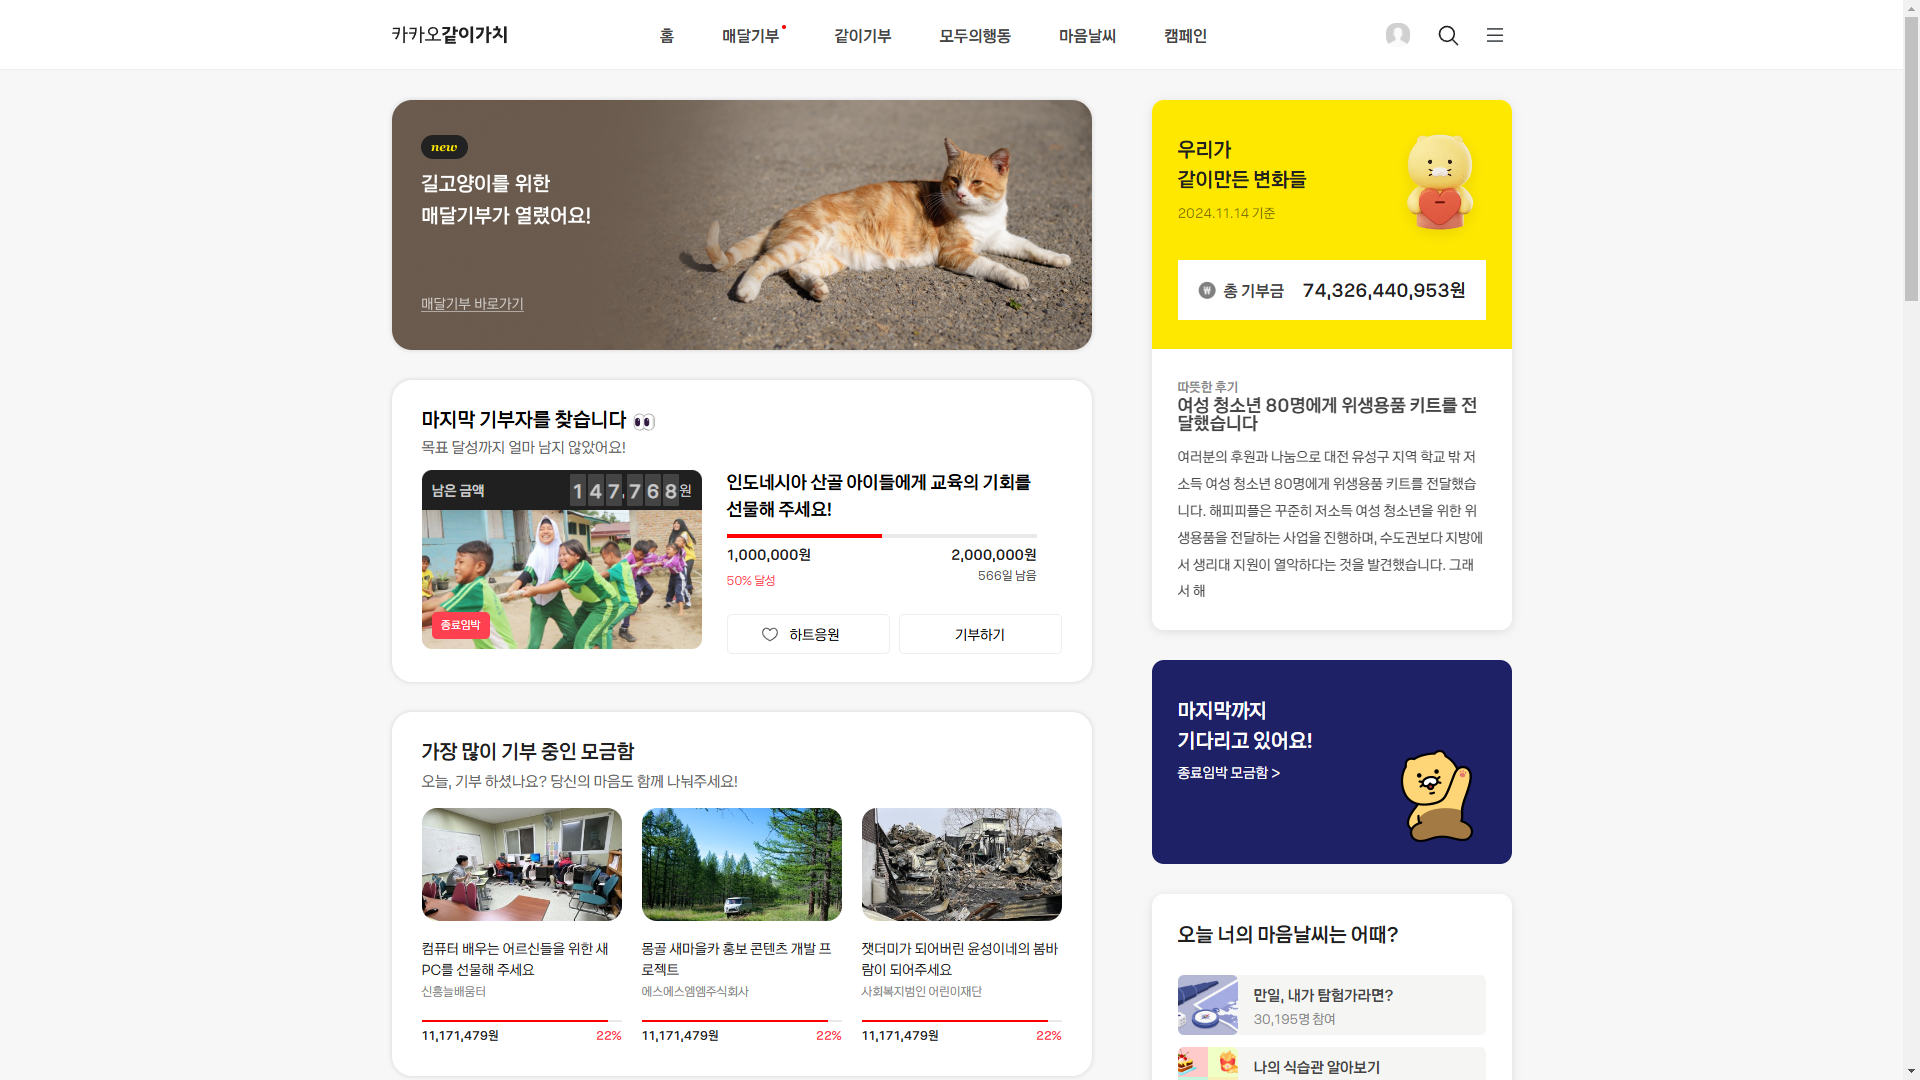 카카오같이가치
홈
매달기부
같이기부
모두의행동
마음날씨
캠페인
new
길고양이를 위한
매달기부가 열렸어요!
매달기부 바로가기
마지막 기부자를 찾습니다 👀
목표 달성까지 얼마 남지 않았어요!
남은 금액 147,768원
종료임박
인도네시아 산골 아이들에게 교육의 기회를
선물해 주세요!
1,000,000원
2,000,000원
50% 달성
566일 남음
하트응원
기부하기
가장 많이 기부 중인 모금함
오늘, 기부 하셨나요? 당신의 마음도 함께 나눠주세요!
컴퓨터 배우는 어르신들을 위한 새
PC를 선물해 주세요
신흥늘배움터
11,171,479원 22%
몽골 새마을카 홍보 콘텐츠 개발 프
로젝트
에스에스엠엠주식회사
11,171,479원 22%
잿더미가 되어버린 윤성이네의 봄바
람이 되어주세요
사회복지범인 어린이재단
11,171,479원 22%
우리가
같이만든 변화들
2024.11.14 기준
총 기부금 74,326,440,953원
따뜻한 후기
여성 청소년 80명에게 위생용품 키트를 전
달했습니다
여러분의 후원과 나눔으로 대전 유성구 지역 학교 밖 저
소득 여성 청소년 80명에게 위생용품 키트를 전달했습
니다. 해피피플은 꾸준히 저소득 여성 청소년을 위한 위
생용품을 전달하는 사업을 진행하며, 수도권보다 지방에
서 생리대 지원이 열악하다는 것을 발견했습니다. 그래
서 해
마지막까지
기다리고 있어요!
종료임박 모금함 >
오늘 너의 마음날씨는 어때?
만일, 내가 탐험가라면?
30,195명 참여
나의 식습관 알아보기